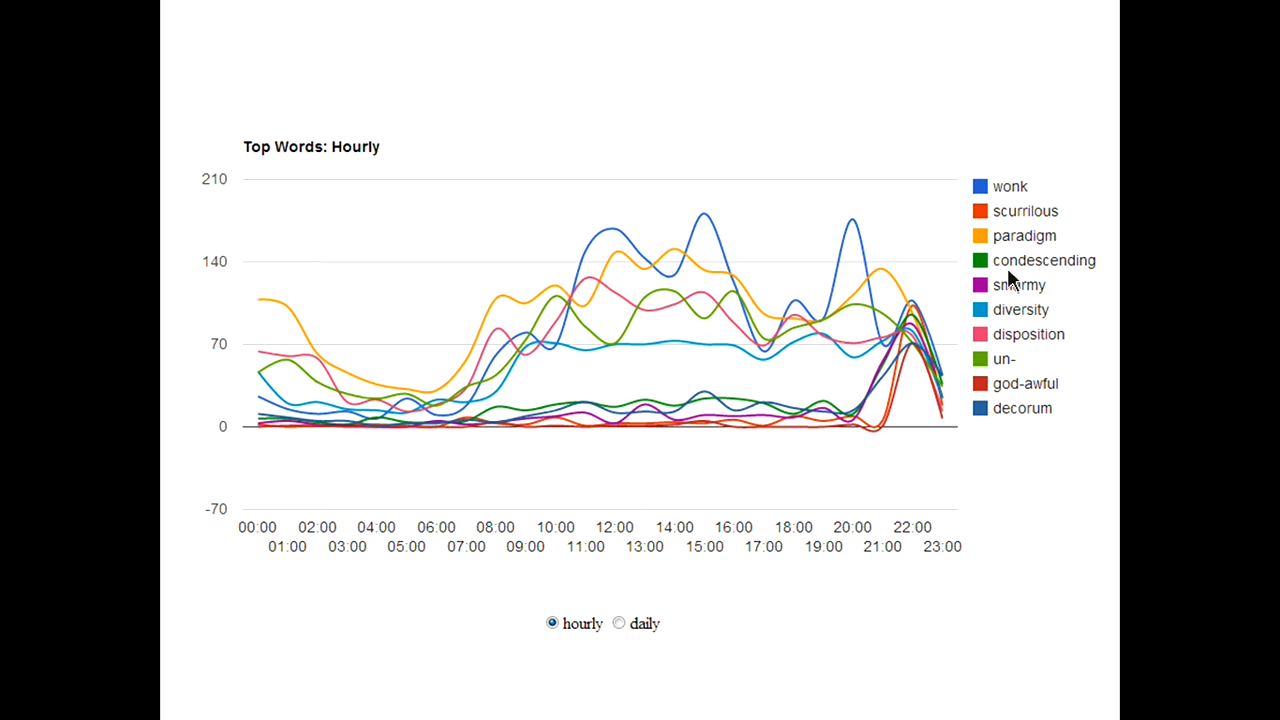 Top Words: Hourly
210
140
70
0
-70
wonk
scurrilous
paradigm
condescending
smarmy
diversity
disposition
un-
god-awful
decorum
00:00 02:00 04:00 06:00 08:00 10:00 12:00 14:00 16:00 18:00 20:00 22:00
01:00 03:00 05:00 07:00 09:00 11:00 13:00 15:00 17:00 19:00 21:00 23:00
hourly daily